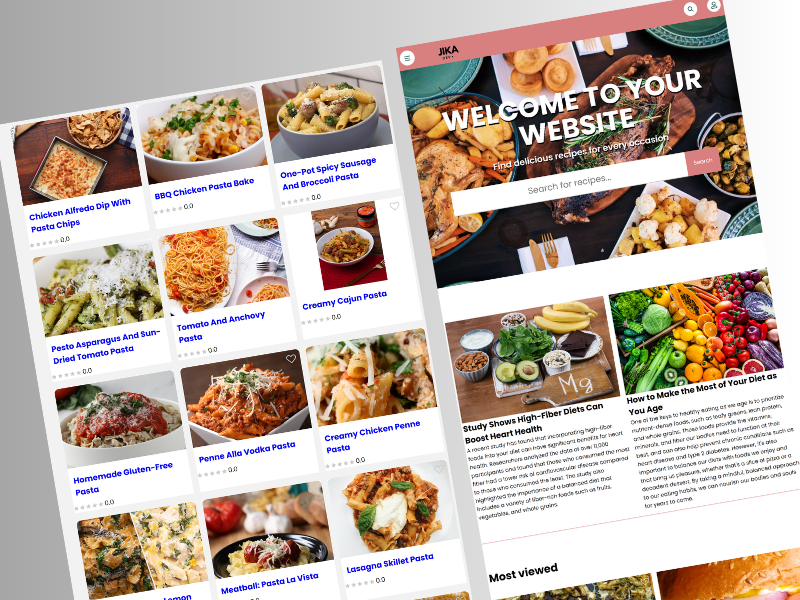 Chicken Alfredo Dip With
Pasta Chips
0.0
BBQ Chicken Pasta Bake
0.0
One-Pot Spicy Sausage
And Broccoli Pasta
0.0
Pesto Asparagus And Sun-
Dried Tomato Pasta
0.0
Tomato And Anchovy
Pasta
0.0
Creamy Cajun Pasta
0.0
Homemade Gluten-Free
Pasta
0.0
Penne Alla Vodka Pasta
0.0
Creamy Chicken Penne
Pasta
0.0
Lemon
Meatball: Pasta La Vista
0.0
Lasagna Skillet Pasta
0.0
JIKA
WELCOME TO YOUR
WEBSITE
Find delicious recipes for every occasion
Search for recipes...
Search
Mg
Study Shows High-Fiber Diets Can
Boost Heart Health
A recent study has found that incorporating high-fiber
foods into your diet can have significant benefits for heart
health. Researchers analyzed the data of over 11,000
participants and found that those who consumed the most
fiber had a lower risk of cardiovascular disease compared
to those who consumed the least. The study also
highlighted the importance of a balanced diet that
includes a variety of fiber-rich foods such as fruits,
vegetables, and whole grains.
How to Make the Most of Your Diet as
You Age
One of the keys to healthy eating as we age is to prioritize
nutrient-dense foods, such as leafy greens, lean protein,
and whole grains. These foods provide the vitamins,
minerals, and fiber our bodies need to function at their
best, and can also help prevent chronic conditions such as
heart disease and type 2 diabetes. However, it's also
important to balance our diets with foods we enjoy and
that bring us pleasure, whether that's a slice of pizza or a
decadent dessert. By taking a mindful, balanced approach
to our eating habits, we can nourish our bodies and souls
for years to come.
Most viewed